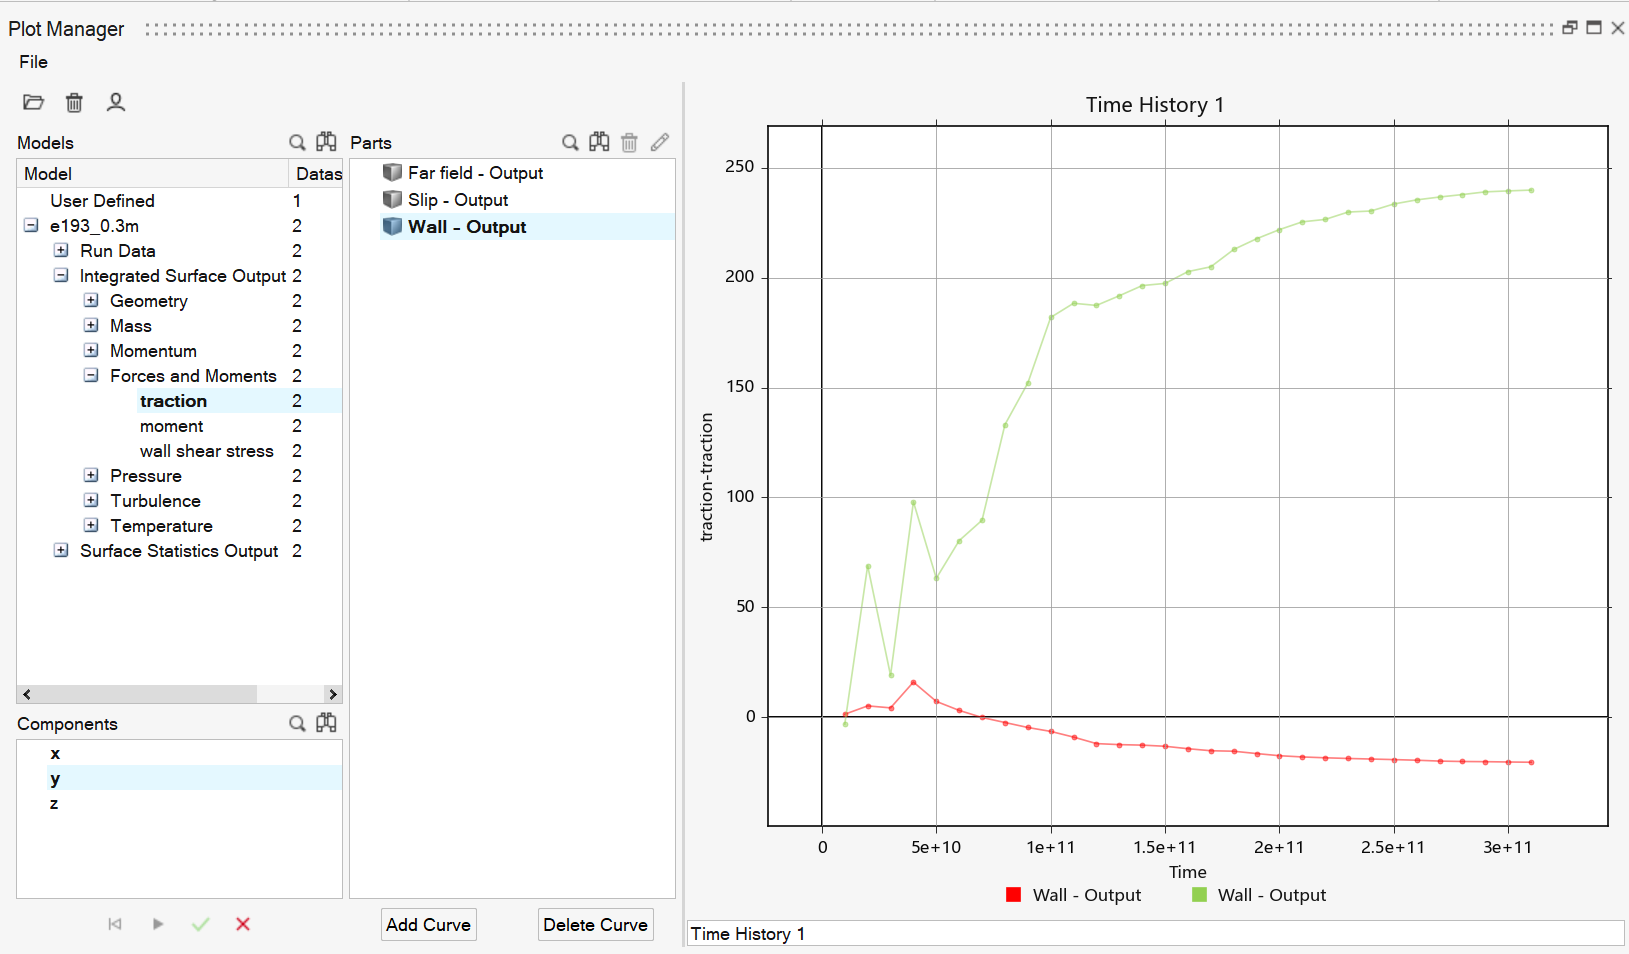 Plot Manager
File
Models
Model Datas
User Defined 1
e193_0.3m 2
Run Data 2
Integrated Surface Output 2
Geometry 2
Mass 2
Momentum 2
Forces and Moments 2
traction 2
moment 2
wall shear stress 2
Pressure 2
Turbulence 2
Temperature 2
Surface Statistics Output 2
Components
x
y
z
Parts
Far field - Output
Slip - Output
Wall - Output
Add Curve Delete Curve
Time History 1
250
200
150
100
50
0
traction-traction
0 5e+10 1e+11 1.5e+11 2e+11 2.5e+11 3e+11
Time
Wall - Output Wall - Output
Time History 1